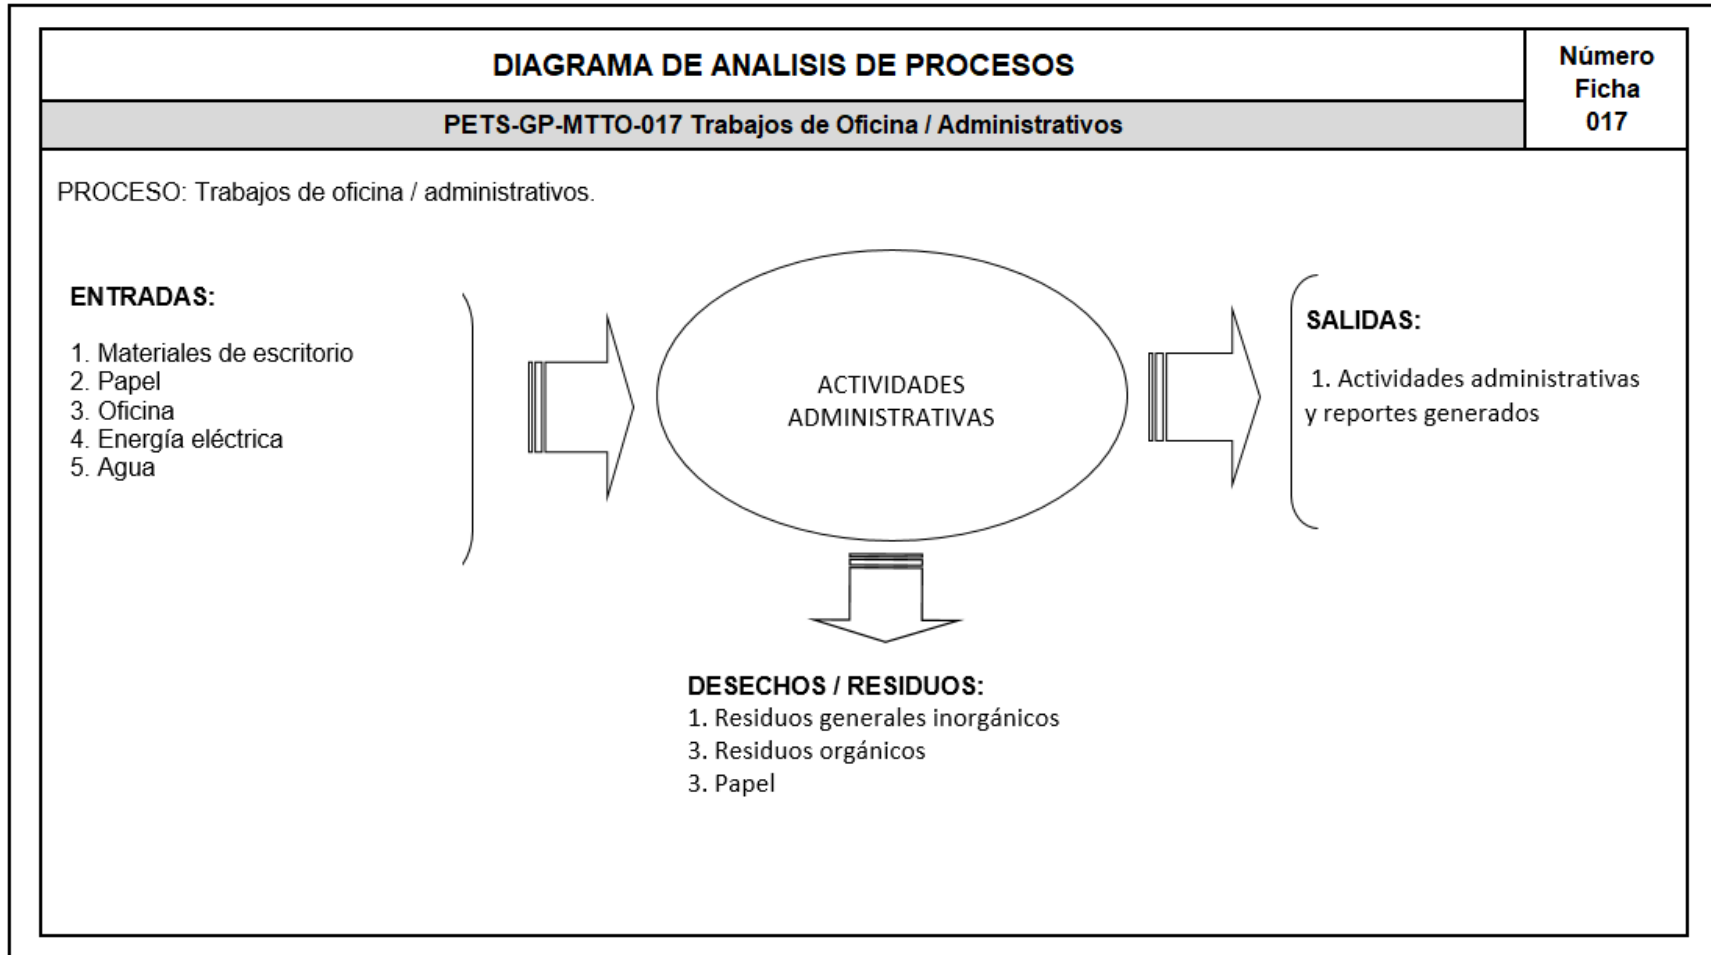 DIAGRAMA DE ANALISIS DE PROCESOS
Número
Ficha
017
PETS-GP-MTTO-017 Trabajos de Oficina / Administrativos
PROCESO: Trabajos de oficina / administrativos.
ENTRADAS:
1. Materiales de escritorio
2. Papel
3. Oficina
4. Energía eléctrica
5. Agua
ACTIVIDADES
ADMINISTRATIVAS
SALIDAS:
1. Actividades administrativas
y reportes generados
DESECHOS / RESIDUOS:
1. Residuos generales inorgánicos
3. Residuos orgánicos
3. Papel